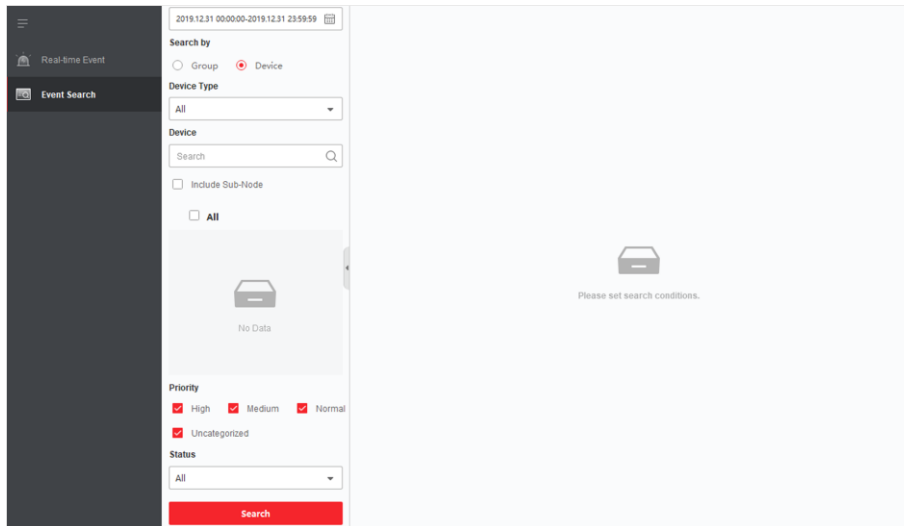 2019.12.31 00:00:00-2019.12.31 23:59:59
Search by
Group Device
Real-time Event
Device Type
Event Search
All
Device
Search
Include Sub-Node
All
No Data
Please set search conditions.
Priority
High Medium Normal
Uncategorized
Status
All
Search